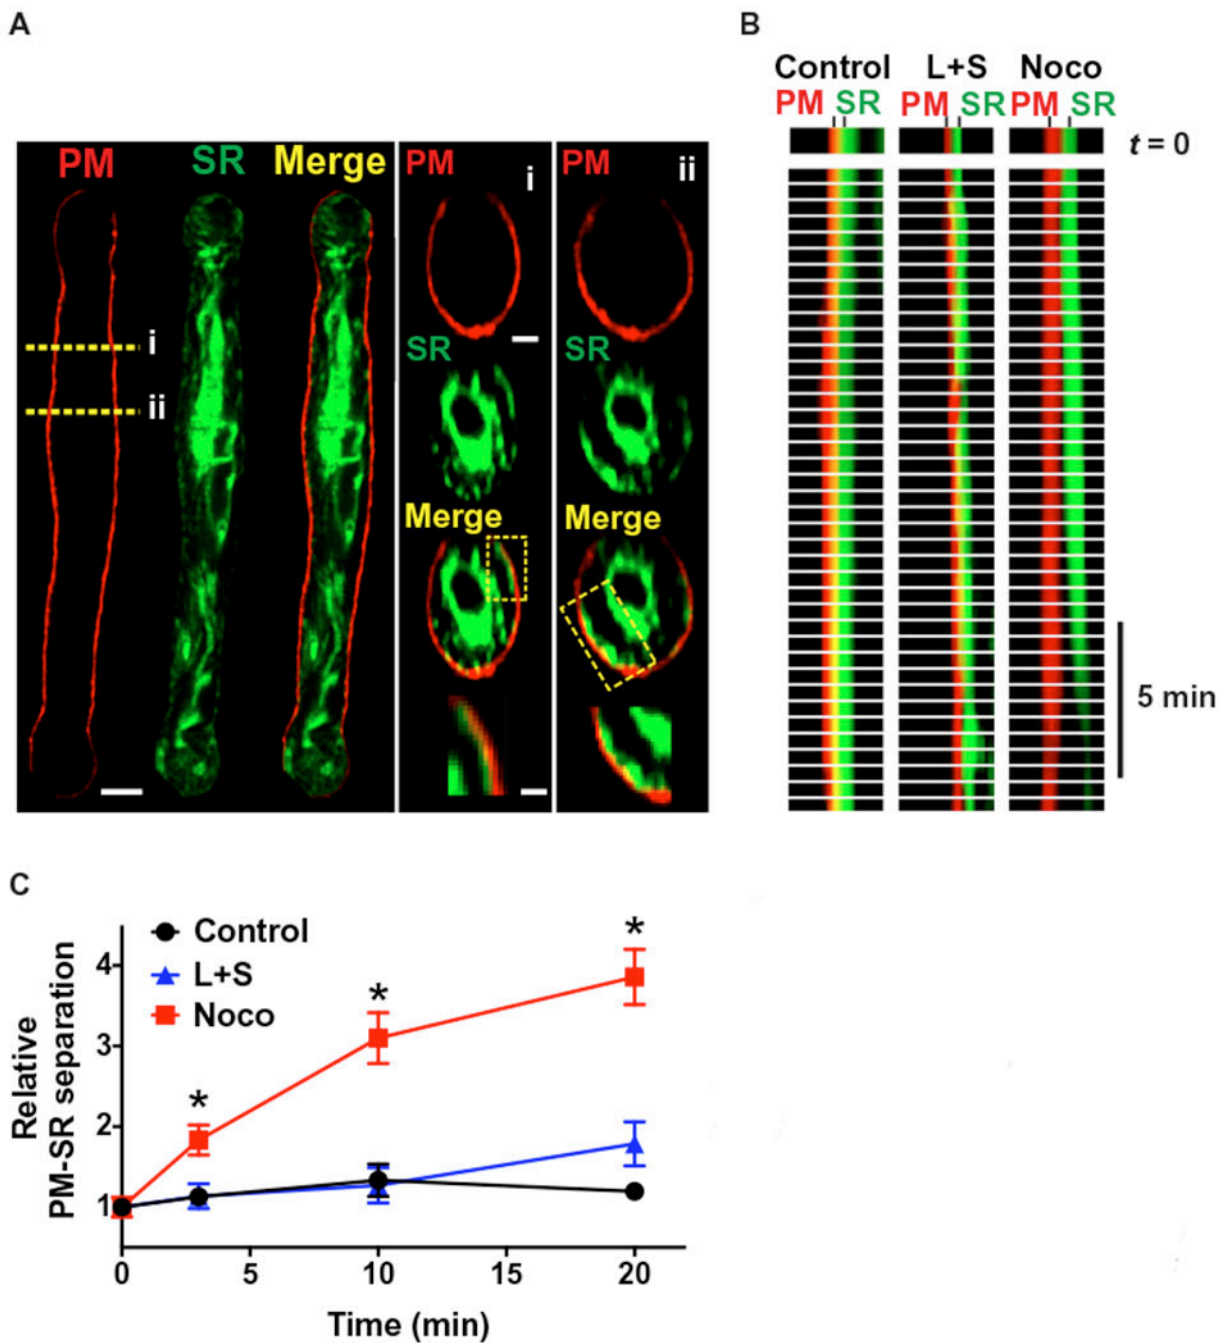 A
PM SR Merge
i
ii
PM i
SR
Merge
PM ii
SR
Merge
B
Control L+S Noco
PM SR PM SR PM SR
t = 0
5 min
C
Control
L+S
Noco
Relative
PM-SR separation
4
3
2
1
* * *
0 5 10 15 20
Time (min)